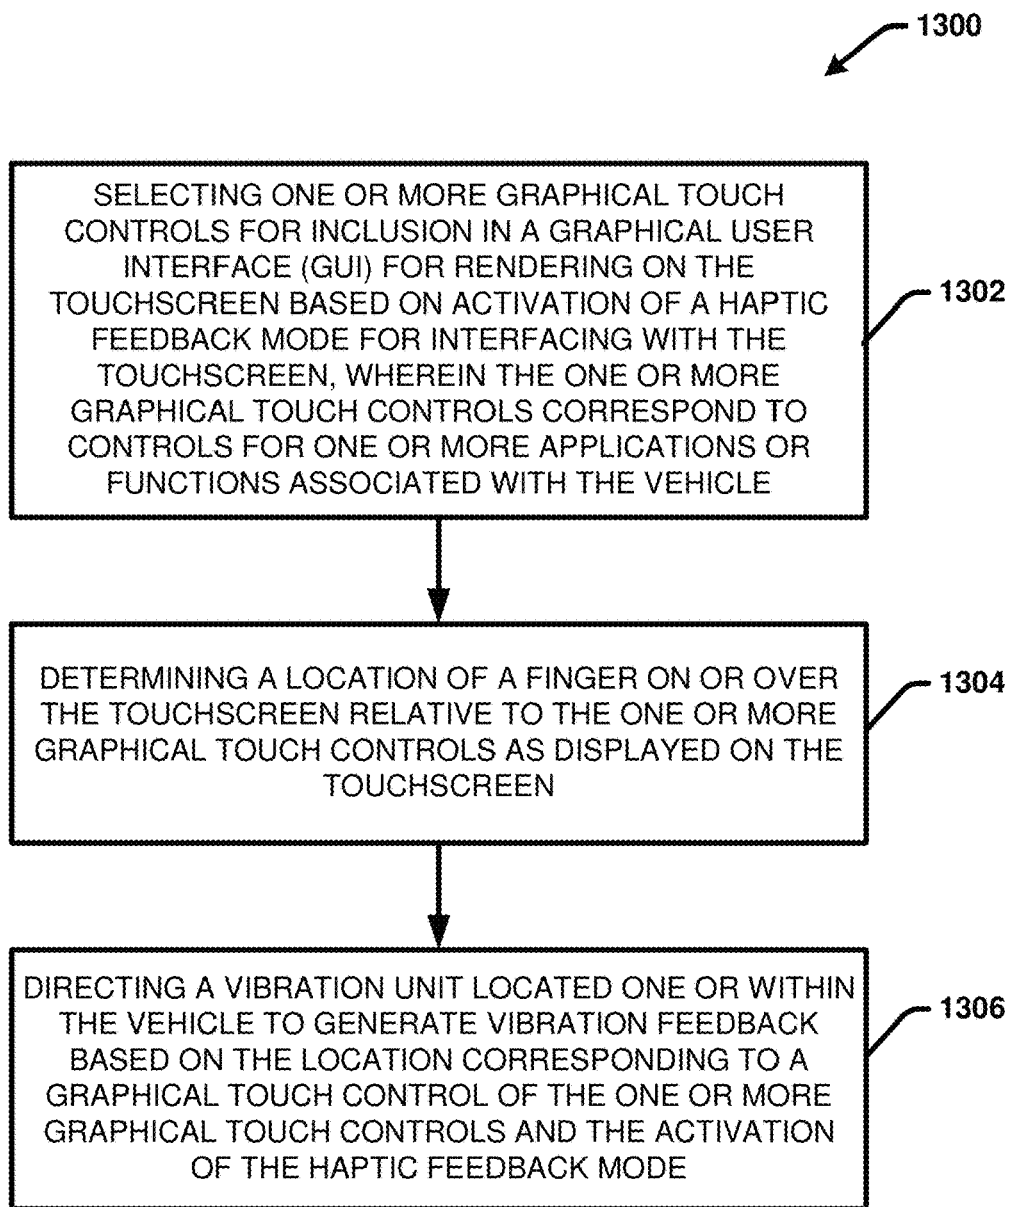 1300
SELECTING ONE OR MORE GRAPHICAL TOUCH
CONTROLS FOR INCLUSION IN A GRAPHICAL USER
INTERFACE (GUI) FOR RENDERING ON THE
TOUCHSCREEN BASED ON ACTIVATION OF A HAPTIC
FEEDBACK MODE FOR INTERFACING WITH THE
TOUCHSCREEN, WHEREIN THE ONE OR MORE
GRAPHICAL TOUCH CONTROLS CORRESPOND TO
CONTROLS FOR ONE OR MORE APPLICATIONS OR
FUNCTIONS ASSOCIATED WITH THE VEHICLE
1302
DETERMINING A LOCATION OF A FINGER ON OR OVER
THE TOUCHSCREEN RELATIVE TO THE ONE OR MORE
GRAPHICAL TOUCH CONTROLS AS DISPLAYED ON THE
TOUCHSCREEN
1304
DIRECTING A VIBRATION UNIT LOCATED ONE OR WITHIN
THE VEHICLE TO GENERATE VIBRATION FEEDBACK
BASED ON THE LOCATION CORRESPONDING TO A
GRAPHICAL TOUCH CONTROL OF THE ONE OR MORE
GRAPHICAL TOUCH CONTROLS AND THE ACTIVATION
OF THE HAPTIC FEEDBACK MODE
1306